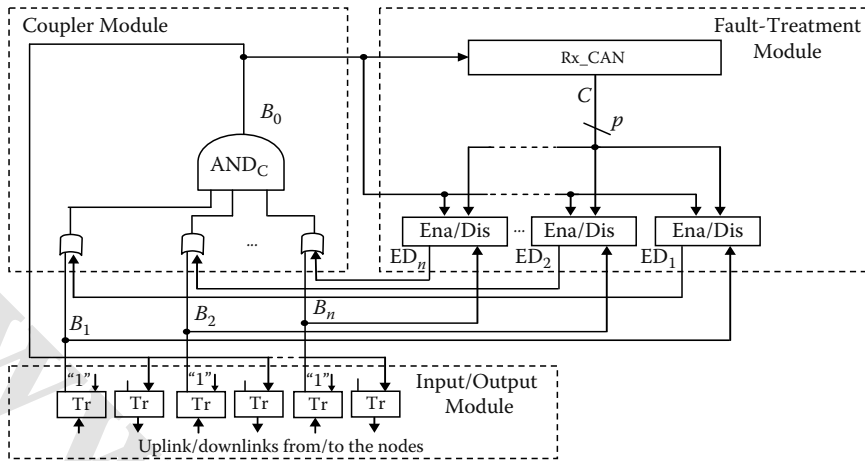 Coupler Module
Fault-Treatment
Module
Rx_CAN
C
p
B0
ANDC
...
Ena/Dis ... Ena/Dis Ena/Dis
EDn ED2 ED1
B1 B2 Bn
"1" "1" "1"
Tr Tr Tr Tr Tr Tr
Input/Output
Module
Uplink/downlinks from/to the nodes